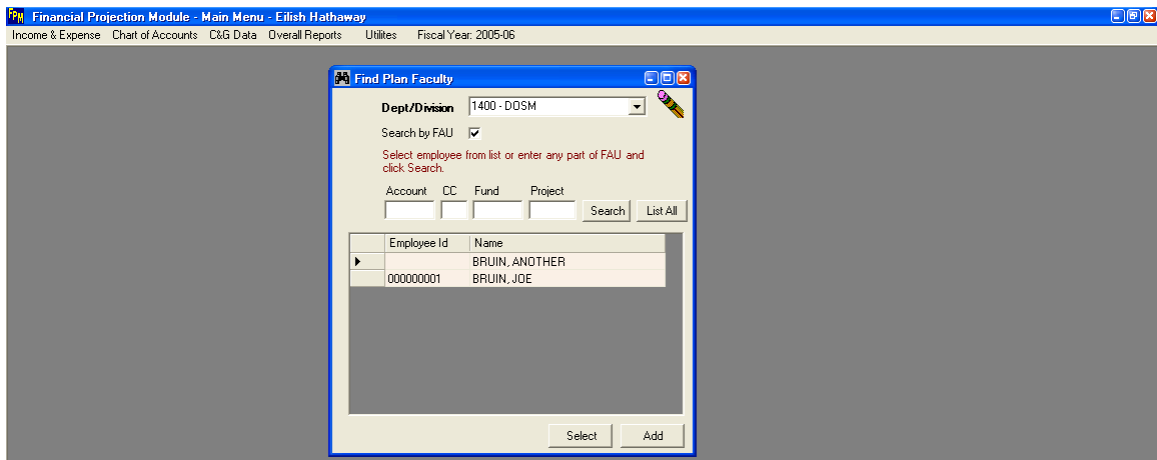 FPM Financial Projection Module - Main Menu - Eilish Hathaway
Income & Expense Chart of Accounts C&G Data Overall Reports Utilites Fiscal Year: 2005-06
Find Plan Faculty
Dept/Division 1400 - DOSM
Search by FAU
Select employee from list or enter any part of FAU and
click Search.
Account CC Fund Project
Search List All
Employee Id Name
BRUIN, ANOTHER
000000001 BRUIN, JOE
Select Add